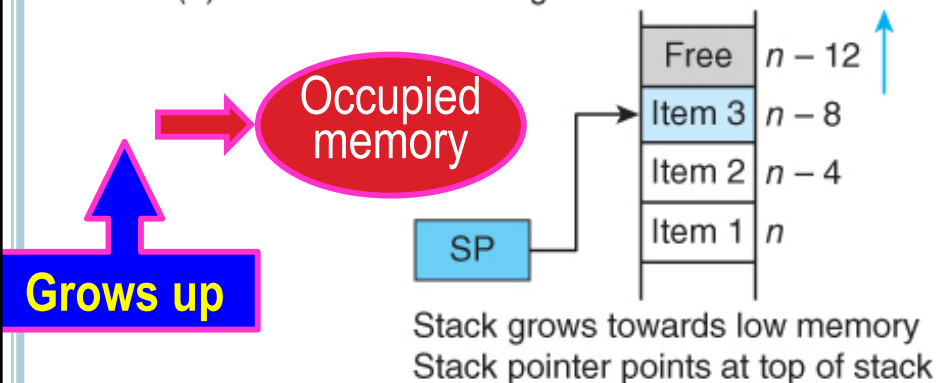 Free n – 12
Occupied
memory
Item 3 n – 8
Item 2 n – 4
Item 1 n
SP
Grows up
Stack grows towards low memory
Stack pointer points at top of stack